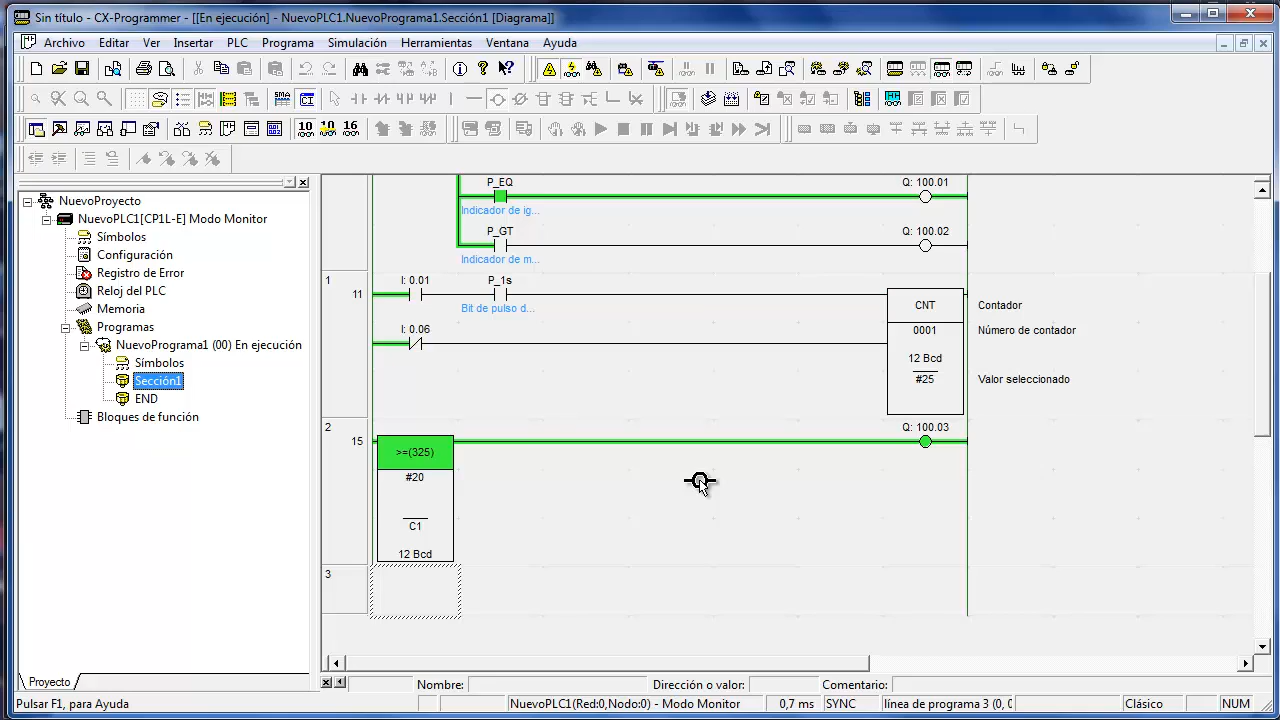 Sin título - CX-Programmer - [[En ejecución] - NuevoPLC1.NuevoPrograma1.Sección1 [Diagrama]]
Archivo Editar Ver Insertar PLC Programa Simulación Herramientas Ventana Ayuda
10 10 16
NuevoProyecto
NuevoPLC1[CP1L-E] Modo Monitor
Símbolos
Configuración
Registro de Error
Reloj del PLC
Memoria
Programas
NuevoPrograma1 (00) En ejecución
Símbolos
Sección1
END
Bloques de función
Proyecto
P_EQ Q: 100.01
Indicador de ig...
P_GT Q: 100.02
Indicador de m...
1 I: 0.01 P_1s
11 CNT Contador
Bit de pulso d...
I: 0.06 0001 Número de contador
12 Bcd
#25 Valor seleccionado
2 Q: 100.03
15 >=(325)
#20
C1
12 Bcd
3
Nombre: Dirección o valor: Comentario:
Pulsar F1, para Ayuda NuevoPLC1(Red:0,Nodo:0) - Modo Monitor 0,7 ms SYNC línea de programa 3 (0, 0 Clásico NUM